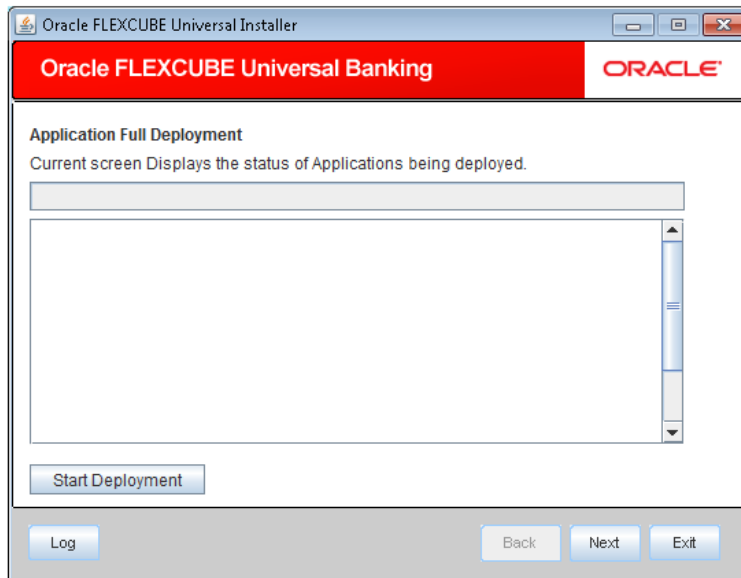 Oracle FLEXCUBE Universal Installer
Oracle FLEXCUBE Universal Banking
ORACLE
Application Full Deployment
Current screen Displays the status of Applications being deployed.
Start Deployment
Log
Back
Next
Exit